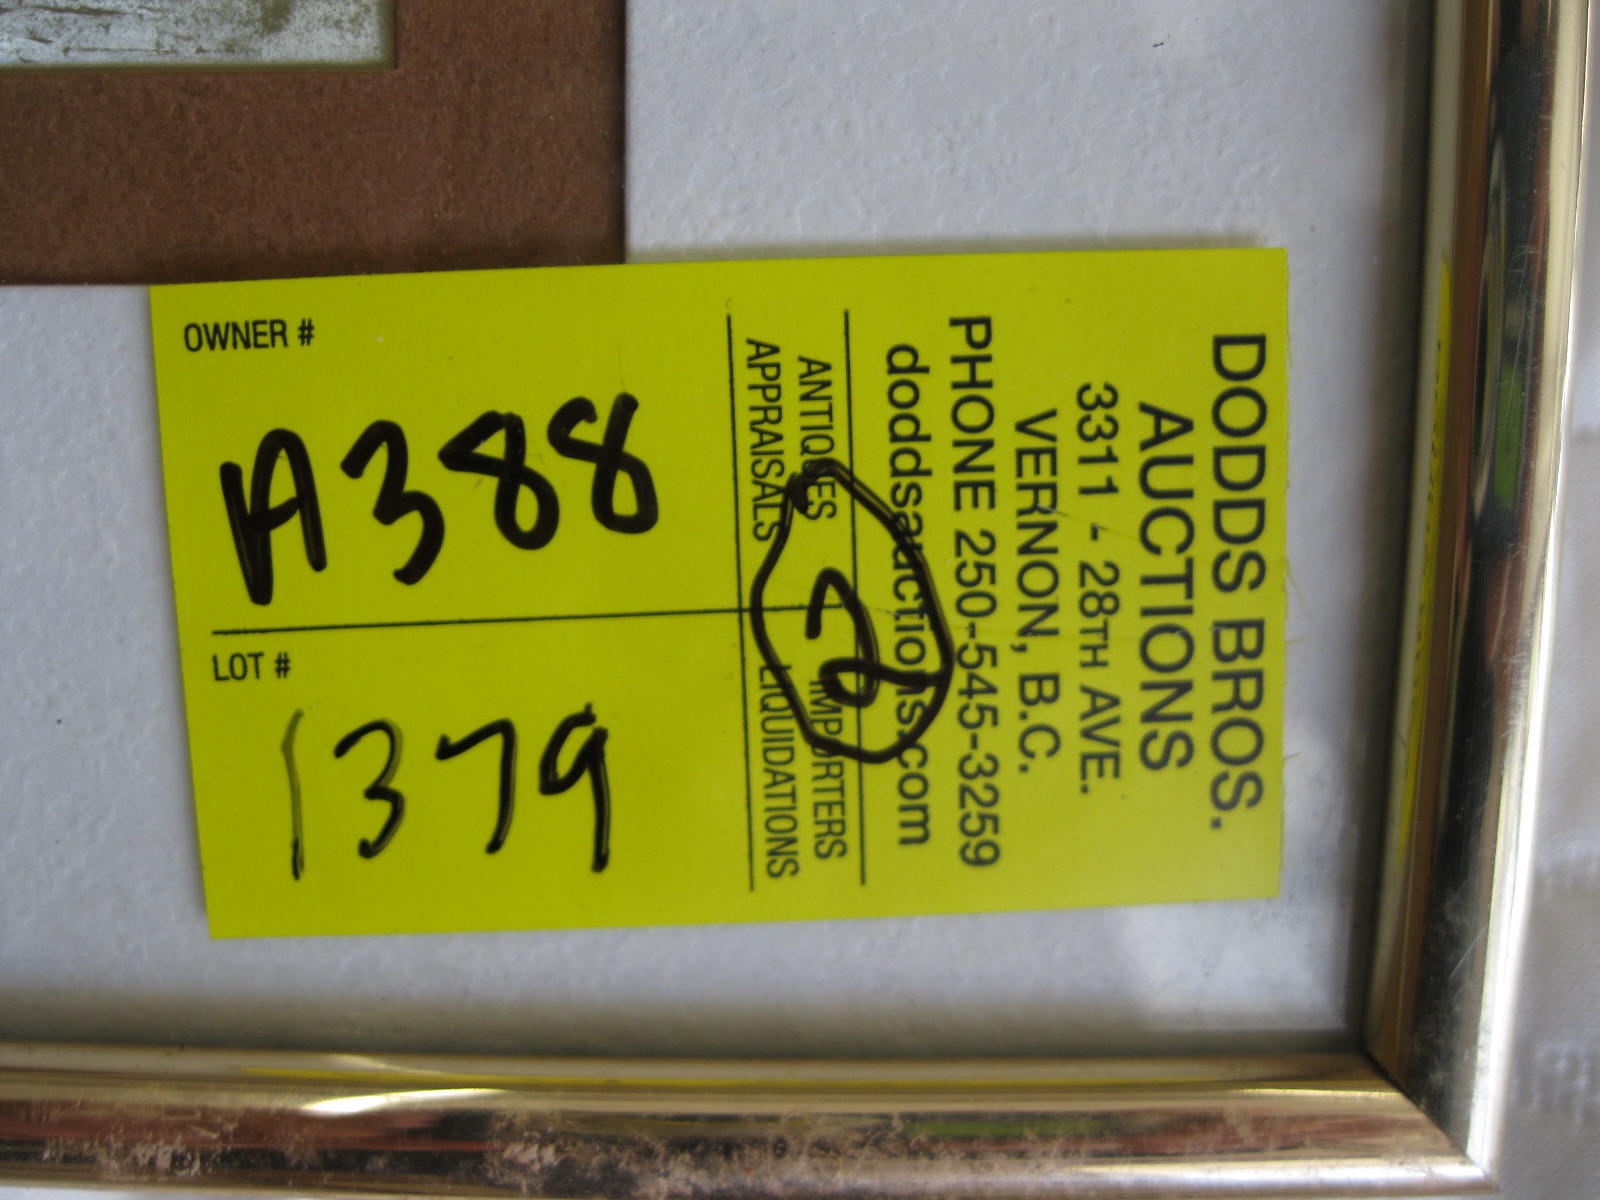 DODDS BROS.
AUCTIONS
3311 - 28TH AVE.
VERNON, B.C.
PHONE 250-545-3259
doddsauctions.com
ANTIQUES IMPORTERS
APPRAISALS LIQUIDATIONS
2
OWNER #
A388
LOT #
1379